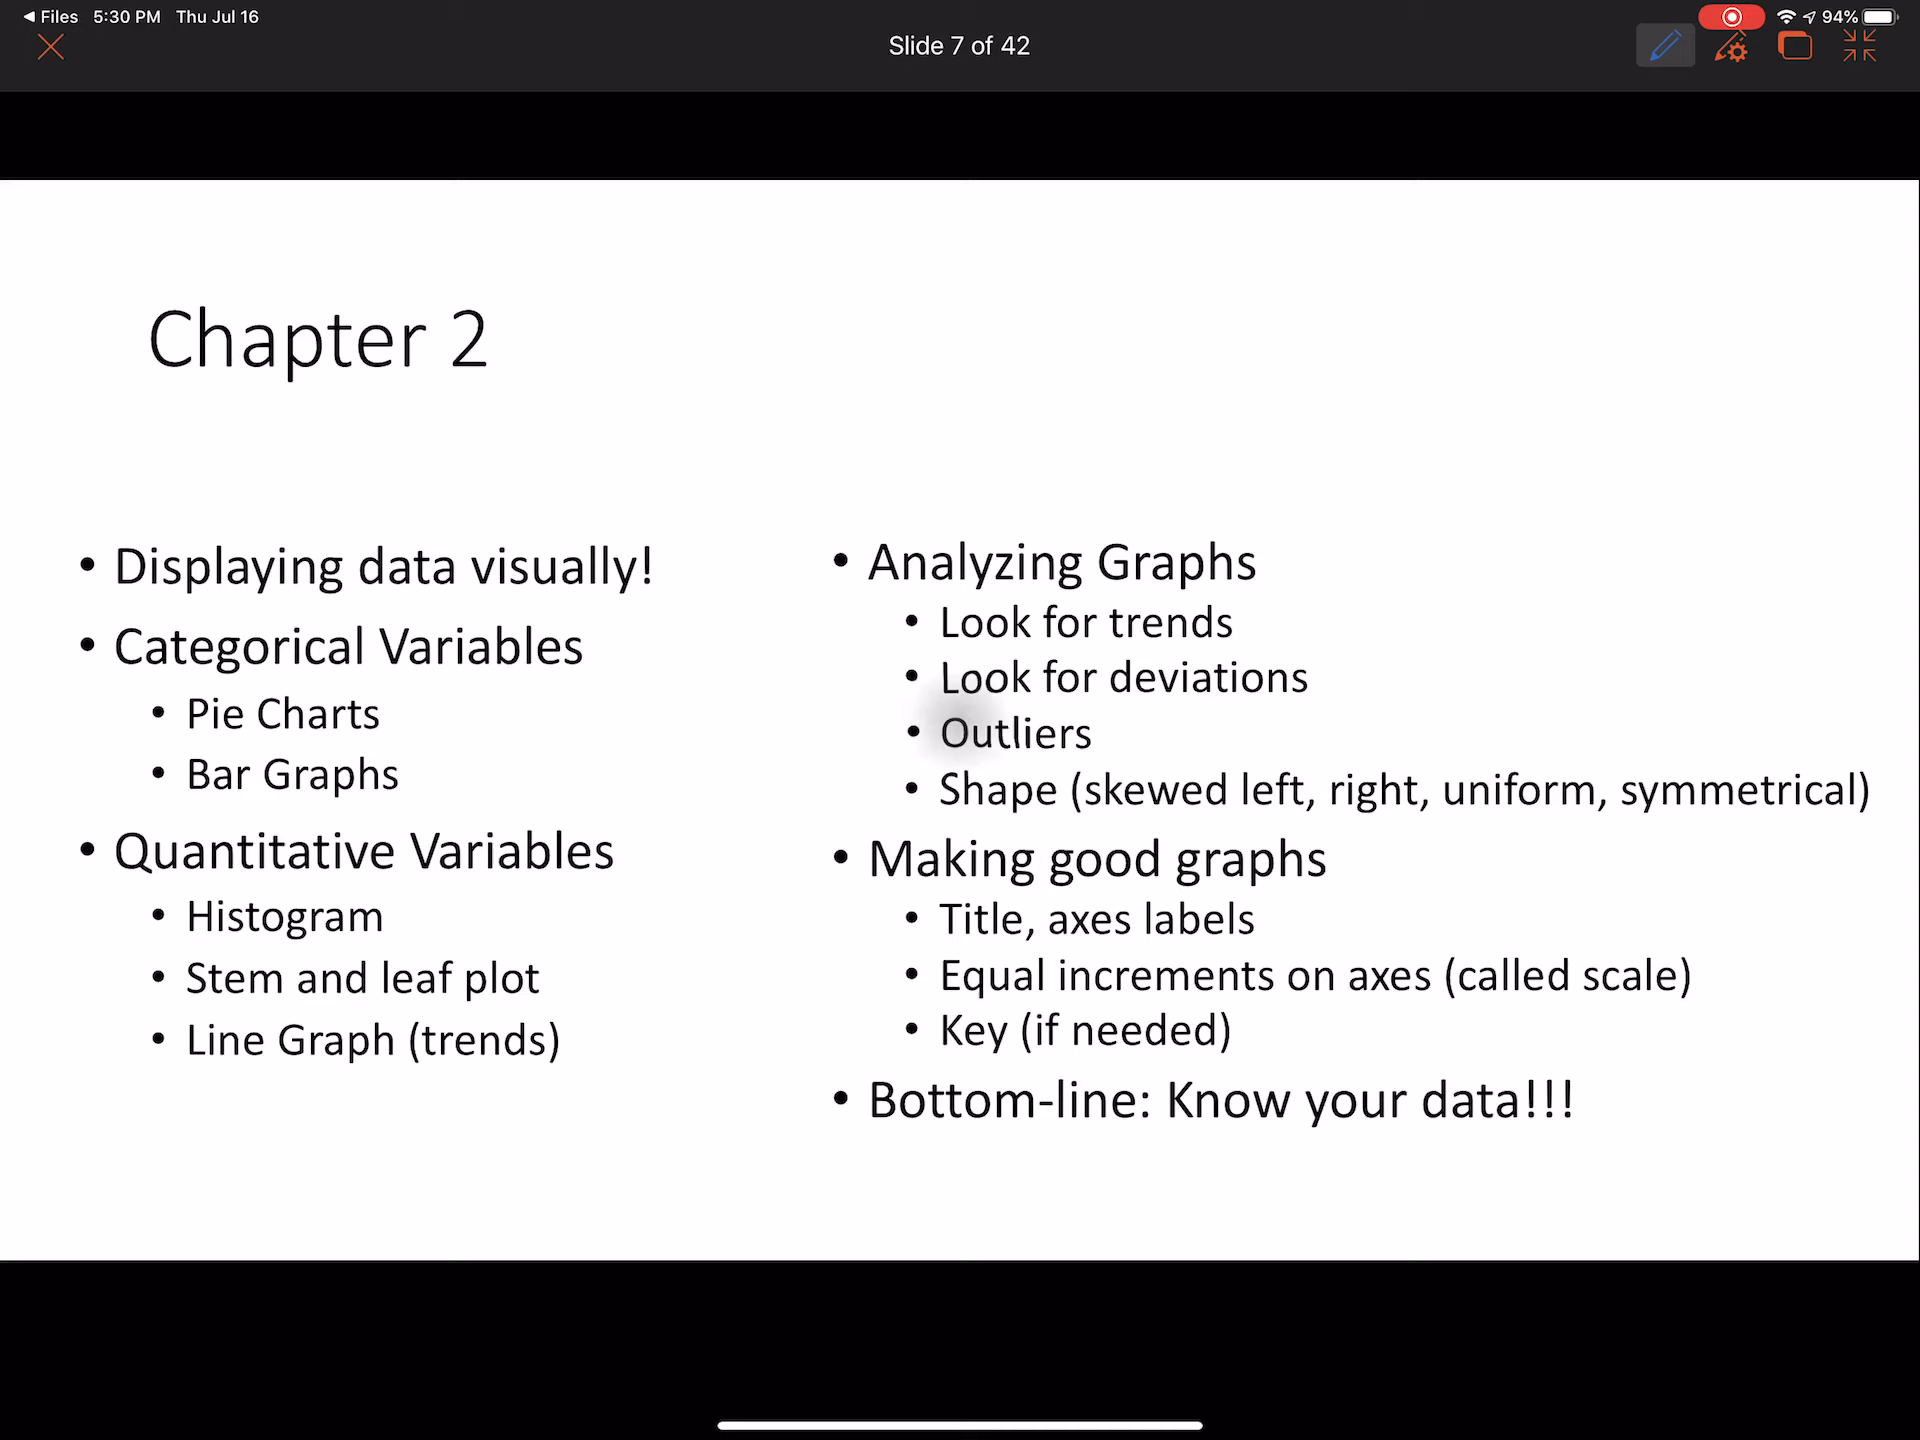 Files 5:30 PM Thu Jul 16
94%
Slide 7 of 42
Chapter 2
• Displaying data visually!
• Categorical Variables
• Pie Charts
• Bar Graphs
• Quantitative Variables
• Histogram
• Stem and leaf plot
• Line Graph (trends)
• Analyzing Graphs
• Look for trends
• Look for deviations
• Outliers
• Shape (skewed left, right, uniform, symmetrical)
• Making good graphs
• Title, axes labels
• Equal increments on axes (called scale)
• Key (if needed)
• Bottom-line: Know your data!!!